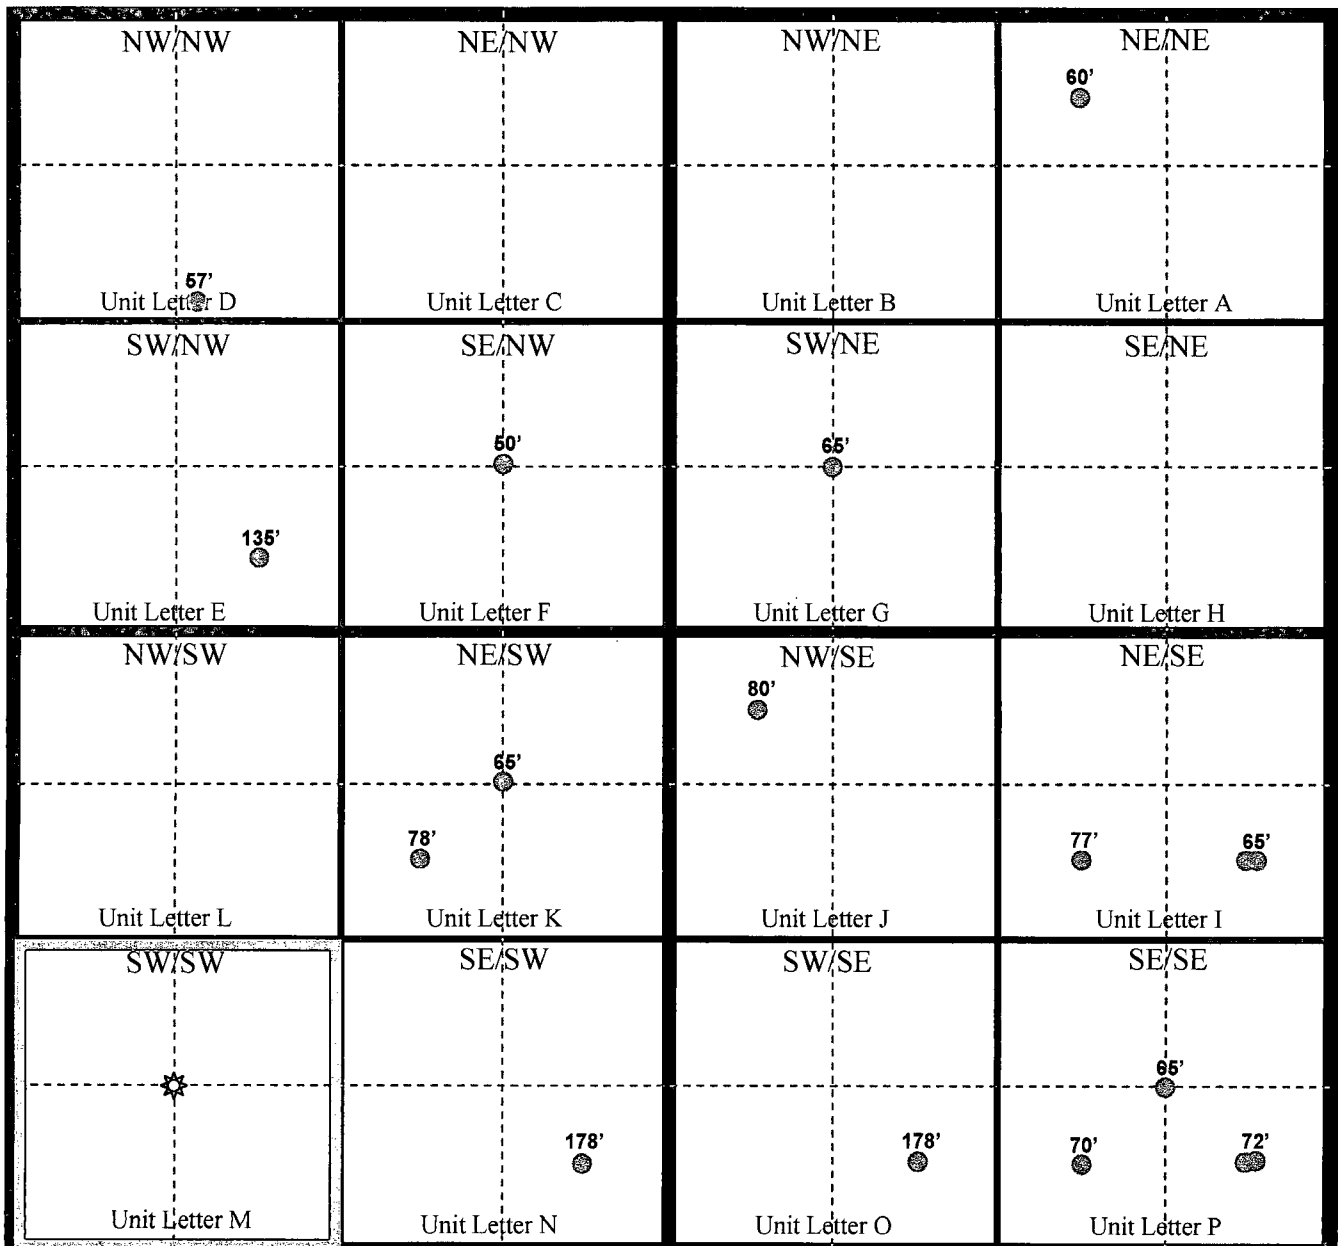 NW/NW
57'
Unit Letter D
NE/NW
Unit Letter C
NW/NE
Unit Letter B
NE/NE
60'
Unit Letter A
SW/NW
135'
Unit Letter E
SE/NW
50'
Unit Letter F
SW/NE
65'
Unit Letter G
SE/NE
Unit Letter H
NW/SW
Unit Letter L
NE/SW
65'
78'
Unit Letter K
NW/SE
80'
Unit Letter J
NE/SE
77'
65'
Unit Letter I
SW/SW
Unit Letter M
SE/SW
178'
Unit Letter N
SW/SE
178'
Unit Letter O
SE/SE
65'
70'
72'
Unit Letter P